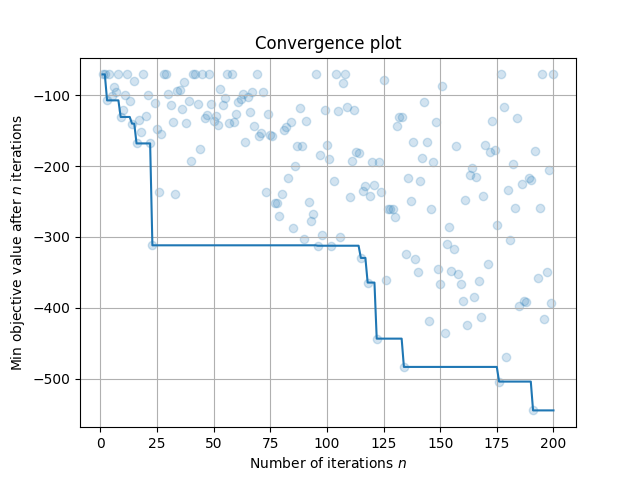 Convergence plot
Min objective value after n iterations
−100
−200
−300
−400
−500
0 25 50 75 100 125 150 175 200
Number of iterations n